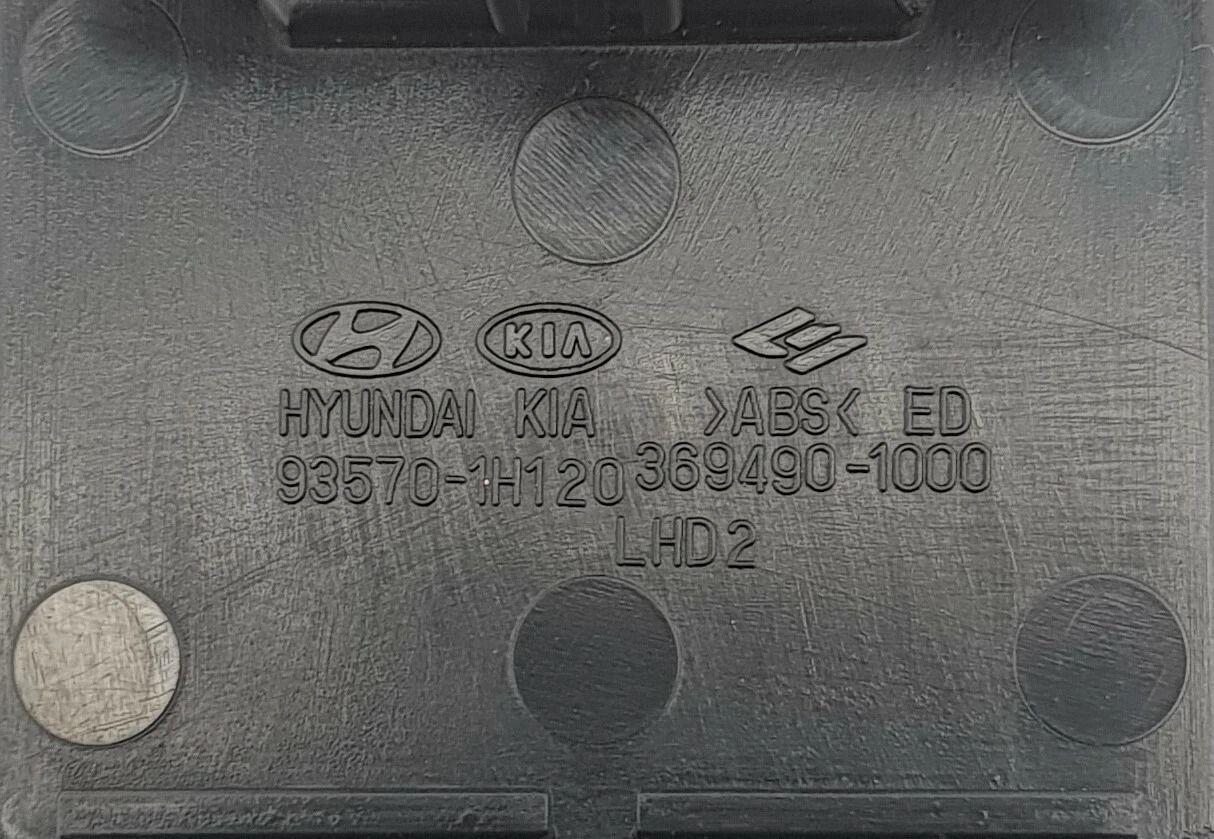 KIA
HYUNDAI KIA >ABS< ED
93570-1H120 369490-1000
LHD2